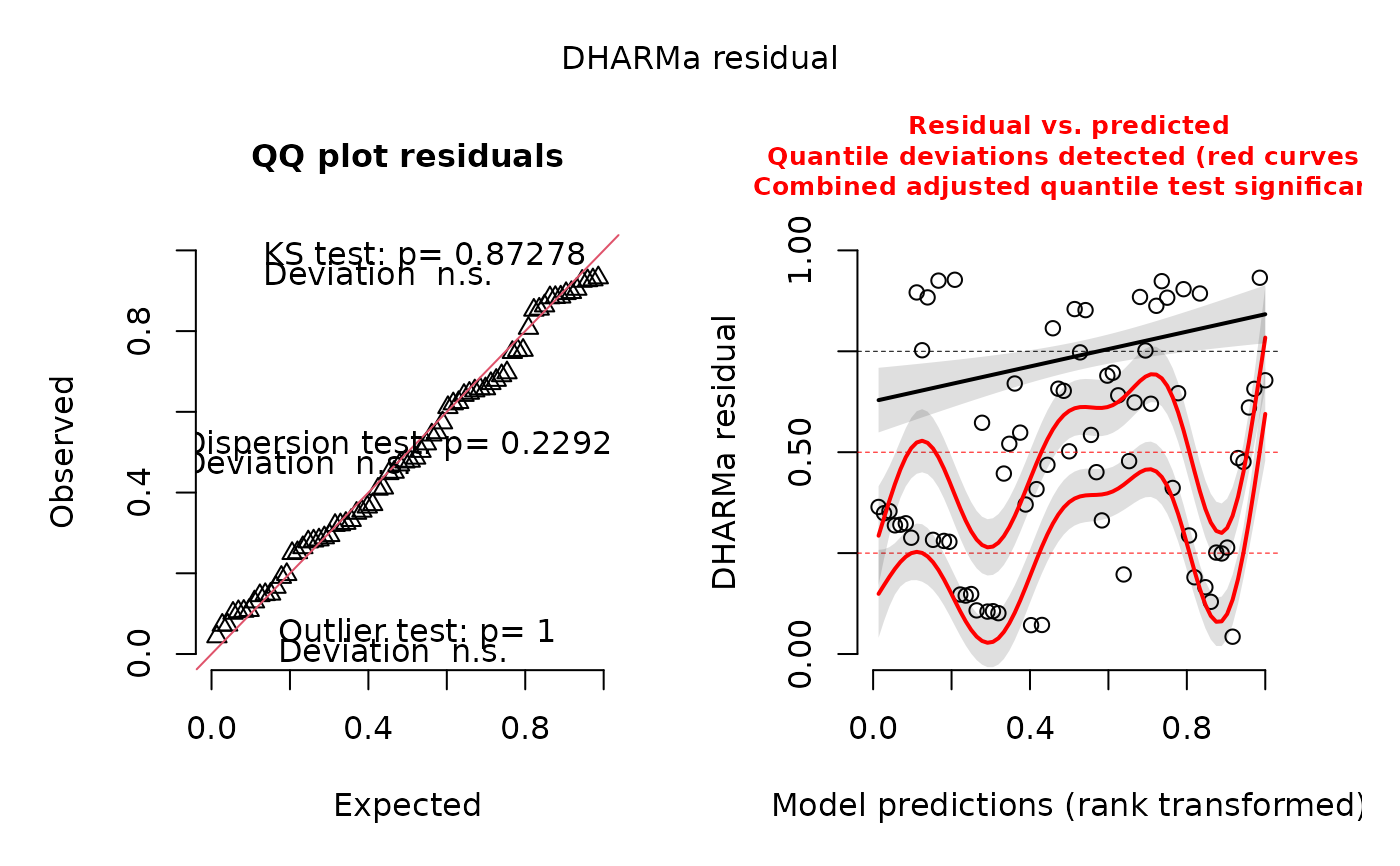 DHARMa residual
QQ plot residuals
KS test: p= 0.87278
Deviation n.s.
Dispersion test: p= 0.2292
Deviation n.s.
Outlier test: p= 1
Deviation n.s.
Observed
0.0
0.4
0.8
0.0
0.4
0.8
Expected
Residual vs. predicted
Quantile deviations detected (red curves
Combined adjusted quantile test significan
DHARMa residual
0.00
0.50
1.00
0.0
0.4
0.8
Model predictions (rank transformed)